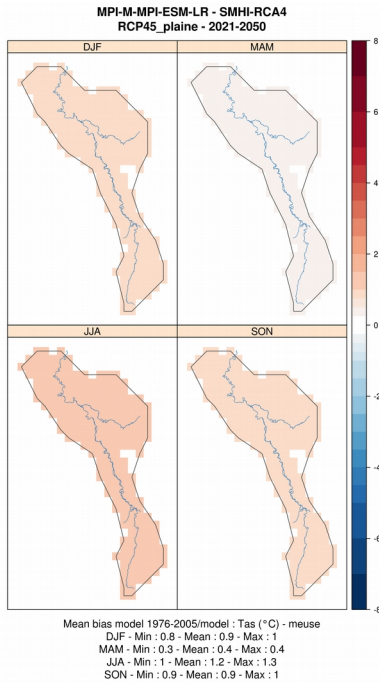 MPI-M-MPI-ESM-LR - SMHI-RCA4
RCP45_plaine - 2021-2050
DJF
MAM
JJA
SON
8
6
4
2
0
-2
-4
-6
-8
Mean bias model 1976-2005/model : Tas (°C) - meuse
DJF - Min : 0.8 - Mean : 0.9 - Max : 1
MAM - Min : 0.3 - Mean : 0.4 - Max : 0.4
JJA - Min : 1 - Mean : 1.2 - Max : 1.3
SON - Min : 0.9 - Mean : 0.9 - Max : 1